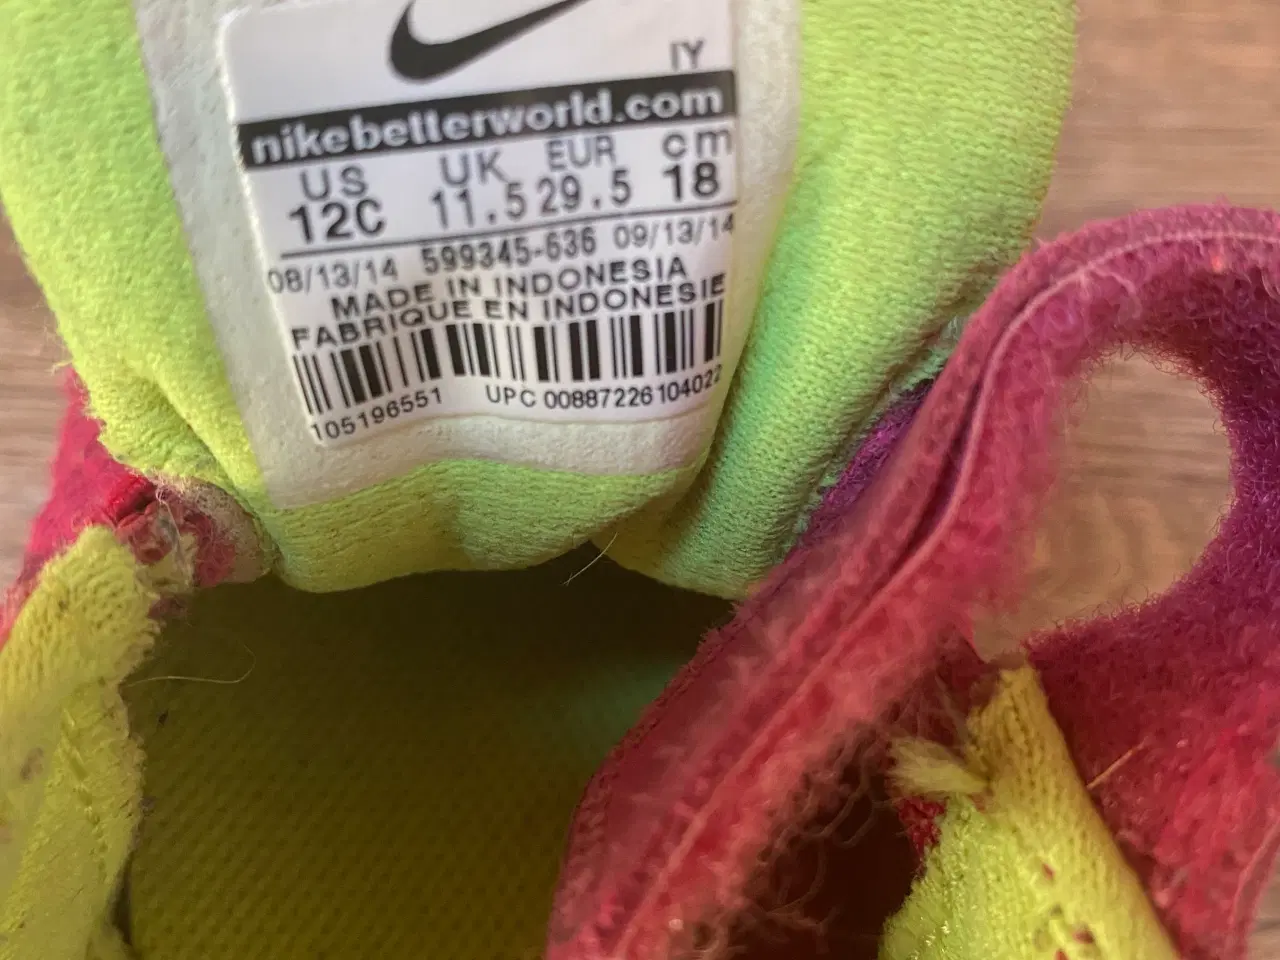 IY
nikebetterworld.com
US UK EUR cm
12C 11.5 29.5 18
08/13/14 599345-636 09/13/14
MADE IN INDONESIA
FABRIQUE EN INDONESIE
105196551 UPC 00887226104022